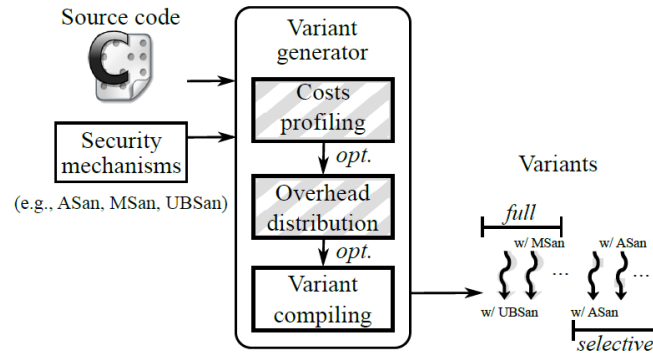 Source code
C
Security
mechanisms
(e.g., ASan, MSan, UBSan)
Variant
generator
Costs
profiling
opt.
Overhead
distribution
opt.
Variant
compiling
Variants
full
w/ MSan
w/ ASan
...
...
w/ UBSan
w/ ASan
selective